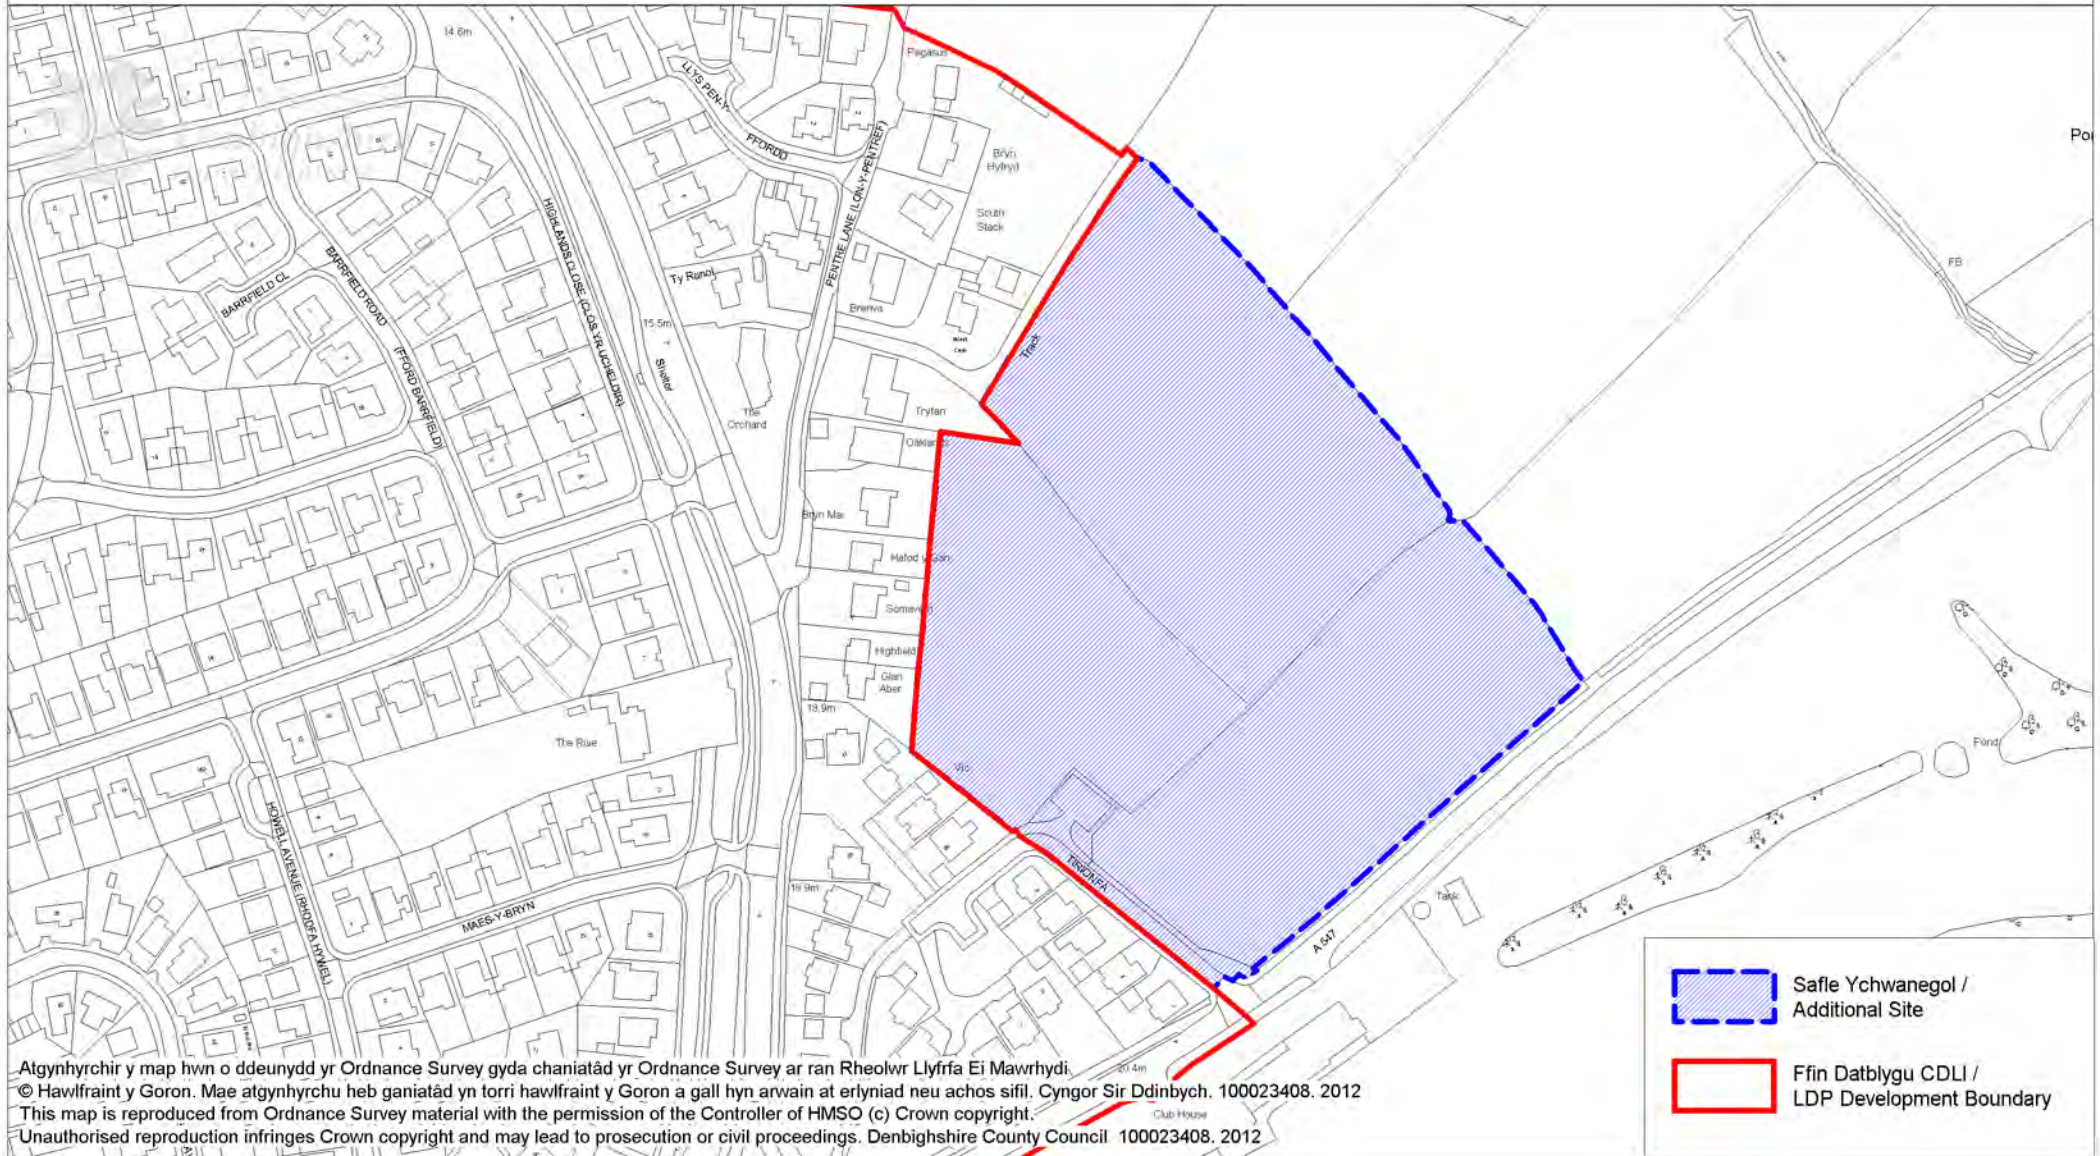 14.6m
Pegasus
LLYS PEN-Y-
FFORDD
PENTRE LANE (LON-Y-PENTREF)
Bryn
Hyfryd
South
Stack
HIGHLANDS CLOSE (CLOS YR UCHELDIR)
BARRFIELD CL
BARRFIELD ROAD
(FFORD BARRFIELD)
Ty Ranol
15.5m
Shelter
Brenva
Track
FB
The
Orchard
Tryfan
Oaklands
Bryn Mai
Hafod y Gan
Highfield
Glan
Aber
19.9m
The Rise
Pond
HOWELL AVENUE (RHODFA HYWEL)
MAES-Y-BRYN
19.9m
TIRIONFA
Tank
A 547
20.4m
Club House
Safle Ychwanegol /
Additional Site
Ffin Datblygu CDLI /
LDP Development Boundary
Atgynhyrchir y map hwn o ddeunydd yr Ordnance Survey gyda chaniatâd yr Ordnance Survey ar ran Rheolwr Llyfrfa Ei Mawrhydi
© Hawlfraint y Goron. Mae atgynhyrchu heb ganiatâd yn torri hawlfraint y Goron a gall hyn arwain at erlyniad neu achos sifil. Cyngor Sir Ddinbych. 100023408. 2012
This map is reproduced from Ordnance Survey material with the permission of the Controller of HMSO (c) Crown copyright.
Unauthorised reproduction infringes Crown copyright and may lead to prosecution or civil proceedings. Denbighshire County Council 100023408. 2012